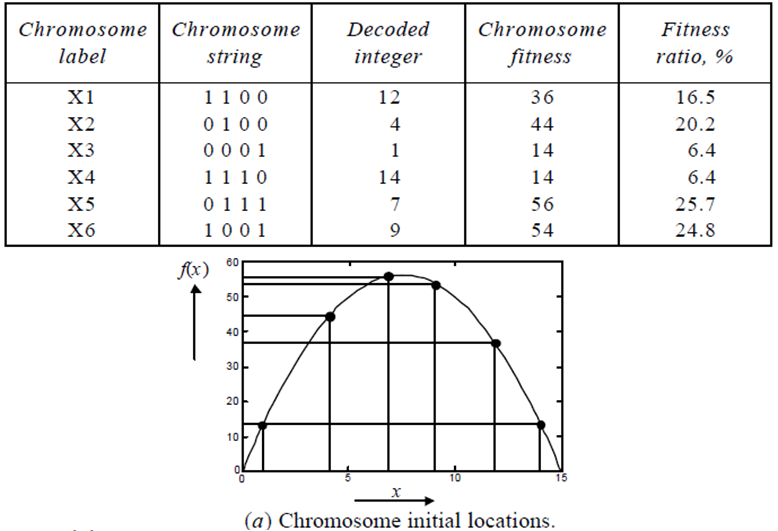 Chromosome label Chromosome string Decoded integer Chromosome fitness Fitness ratio, %
X1 1 1 0 0 12 36 16.5
X2 0 1 0 0 4 44 20.2
X3 0 0 0 1 1 14 6.4
X4 1 1 1 0 14 14 6.4
X5 0 1 1 1 7 56 25.7
X6 1 0 0 1 9 54 24.8
f(x)
60
50
40
30
20
10
0
0 5 10 15
x
(a) Chromosome initial locations.